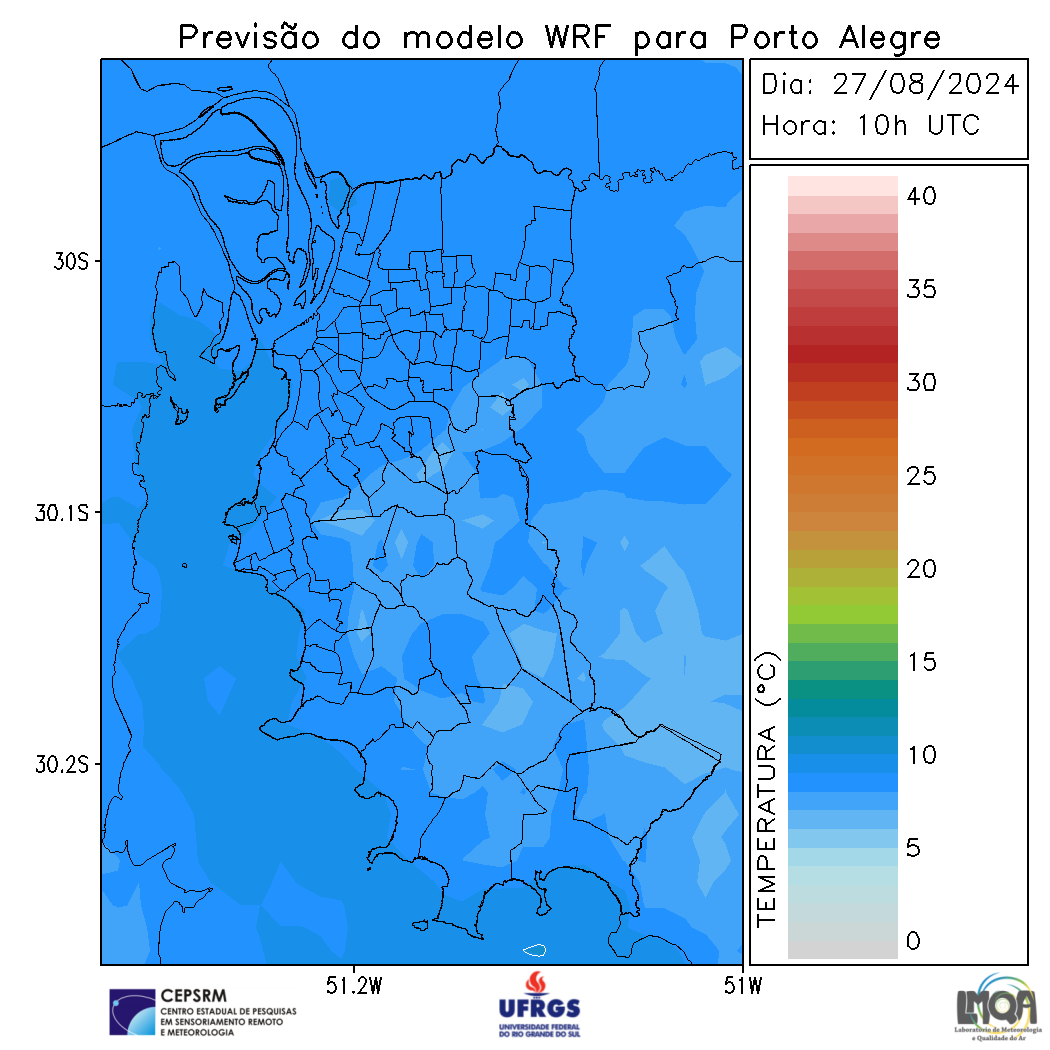 Previsão do modelo WRF para Porto Alegre
Dia: 27/08/2024
Hora: 10h UTC
40
35
30
25
20
15
10
5
0
TEMPERATURA (°C)
30S
30.1S
30.2S
51.2W
51W
CEPSRM
CENTRO ESTADUAL DE PESQUISAS
EM SENSORIAMENTO REMOTO
E METEOROLOGIA
UFRGS
UNIVERSIDADE FEDERAL
DO RIO GRANDE DO SUL
LMQA
Laboratório de Meteorologia
e Qualidade do Ar